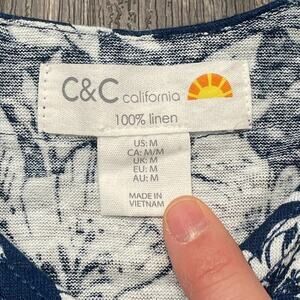 C&C california
100% linen
US: M
CA: M/M
UK: M
EU: M
AU: M
MADE IN
VIETNAM